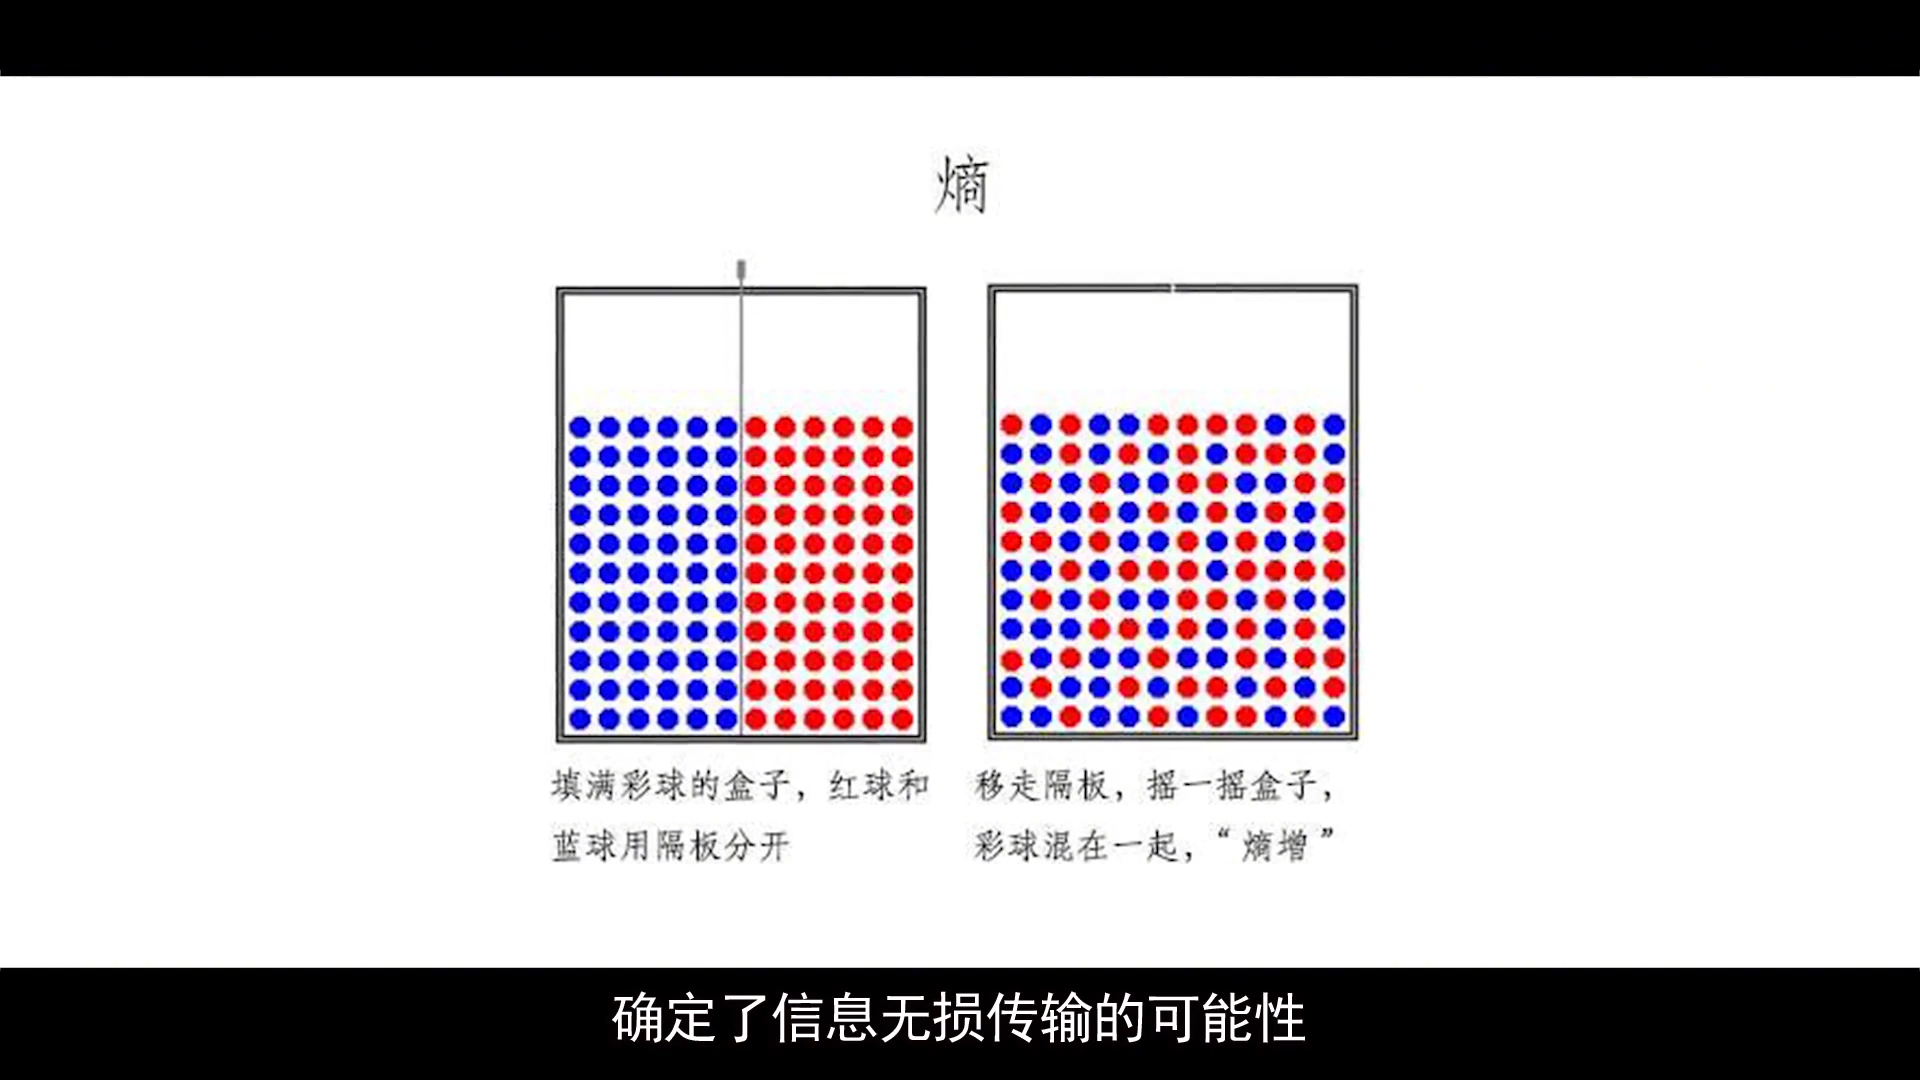 熵
填满彩球的盒子，红球和
蓝球用隔板分开
移走隔板，摇一摇盒子，
彩球混在一起，“熵增”
确定了信息无损传输的可能性